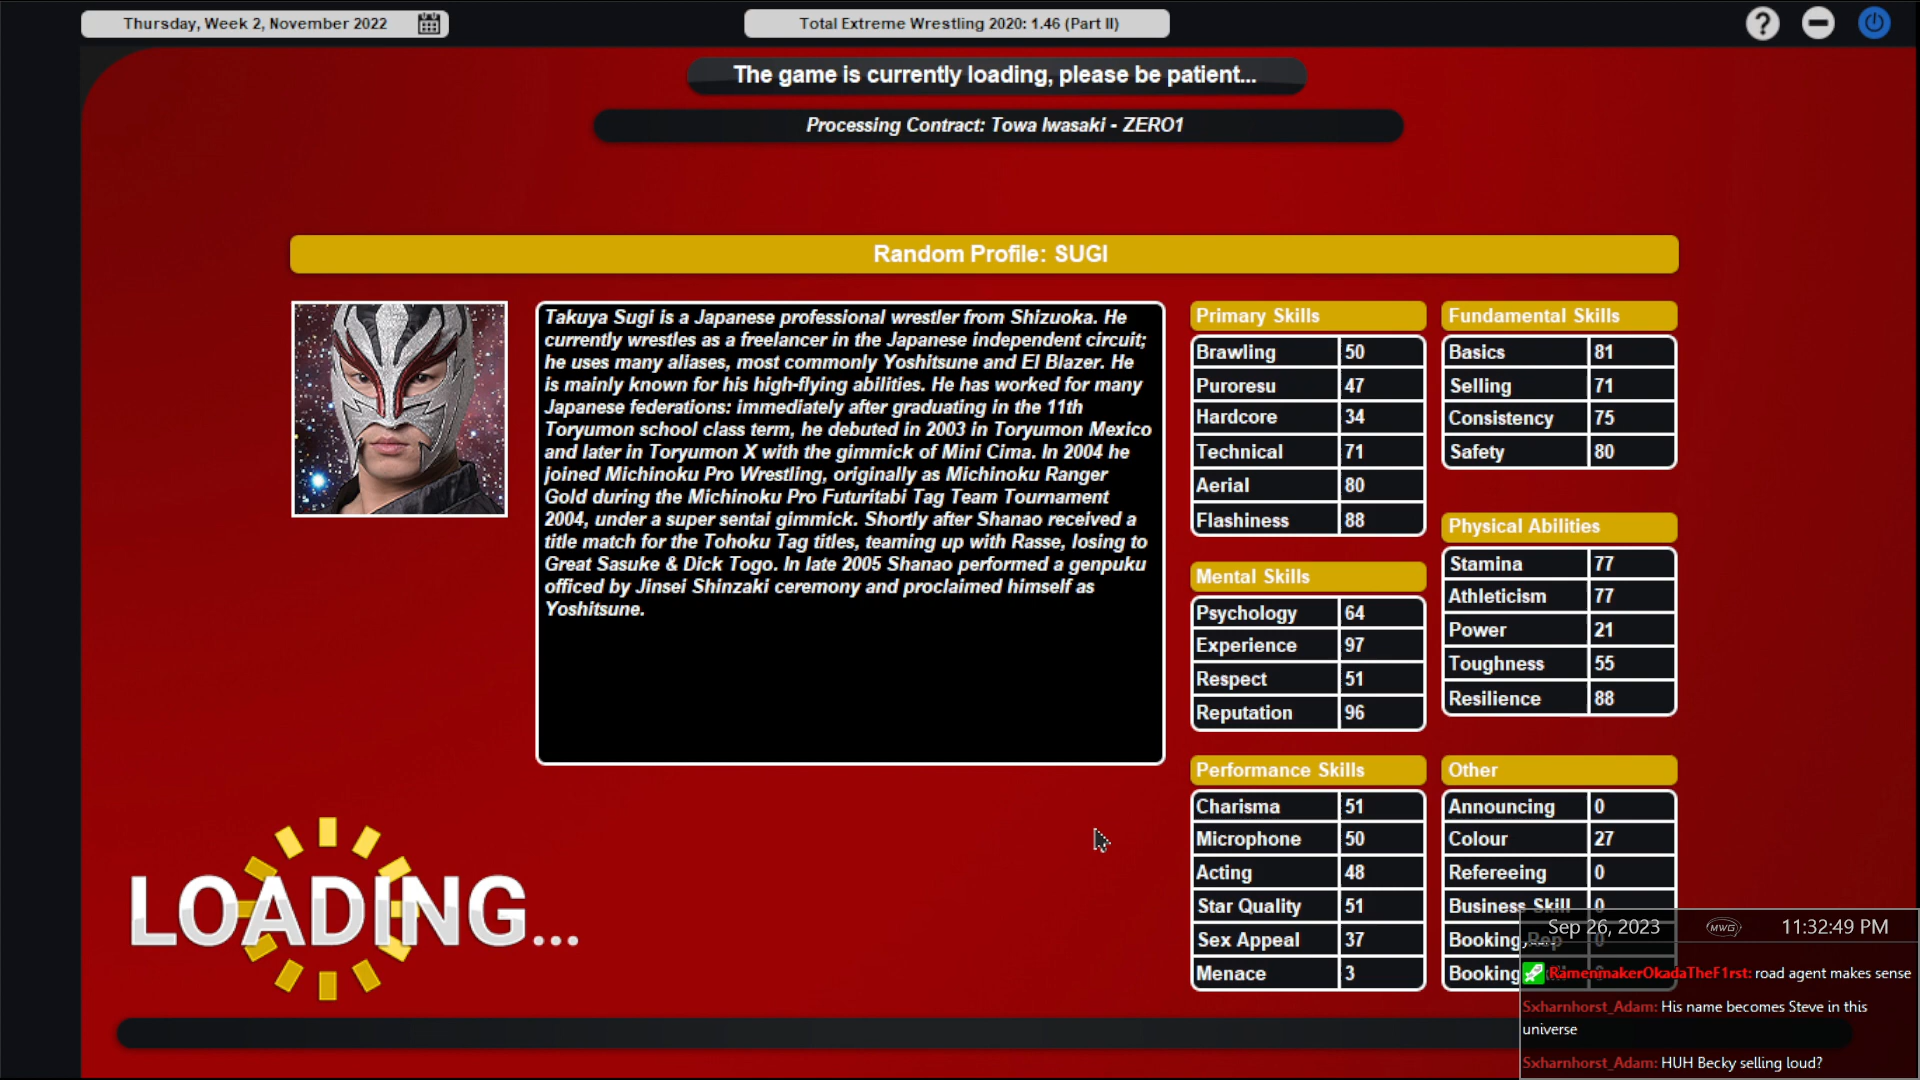 Thursday, Week 2, November 2022
Total Extreme Wrestling 2020: 1.46 (Part II)
?
The game is currently loading, please be patient...
Processing Contract: Towa Iwasaki - ZERO1
Random Profile: SUGI
Takuya Sugi is a Japanese professional wrestler from Shizuoka. He
currently wrestles as a freelancer in the Japanese independent circuit;
he uses many aliases, most commonly Yoshitsune and El Blazer. He
is mainly known for his high-flying abilities. He has worked for many
Japanese federations: immediately after graduating in the 11th
Toryumon school class term, he debuted in 2003 in Toryumon Mexico
and later in Toryumon X with the gimmick of Mini Cima. In 2004 he
joined Michinoku Pro Wrestling, originally as Michinoku Ranger
Gold during the Michinoku Pro Futuritabi Tag Team Tournament
2004, under a super sentai gimmick. Shortly after Shanao received a
title match for the Tohoku Tag titles, teaming up with Rasse, losing to
Great Sasuke & Dick Togo. In late 2005 Shanao performed a genpuku
officed by Jinsei Shinzaki ceremony and proclaimed himself as
Yoshitsune.
Primary Skills
Brawling 50
Puroresu 47
Hardcore 34
Technical 71
Aerial 80
Flashiness 88
Mental Skills
Psychology 64
Experience 97
Respect 51
Reputation 96
Performance Skills
Charisma 51
Microphone 50
Acting 48
Star Quality 51
Sex Appeal 37
Menace 3
Fundamental Skills
Basics 81
Selling 71
Consistency 75
Safety 80
Physical Abilities
Stamina 77
Athleticism 77
Power 21
Toughness 55
Resilience 88
Other
Announcing 0
Colour 27
Refereeing 0
Business Skill 0
Booking Rep 0
Booking
LOADING...
Sep 26, 2023 MWG 11:32:49 PM
RamenmakerOkadaTheF1rst: road agent makes sense
Sxharnhorst_Adam: His name becomes Steve in this
universe
Sxharnhorst_Adam: HUH Becky selling loud?